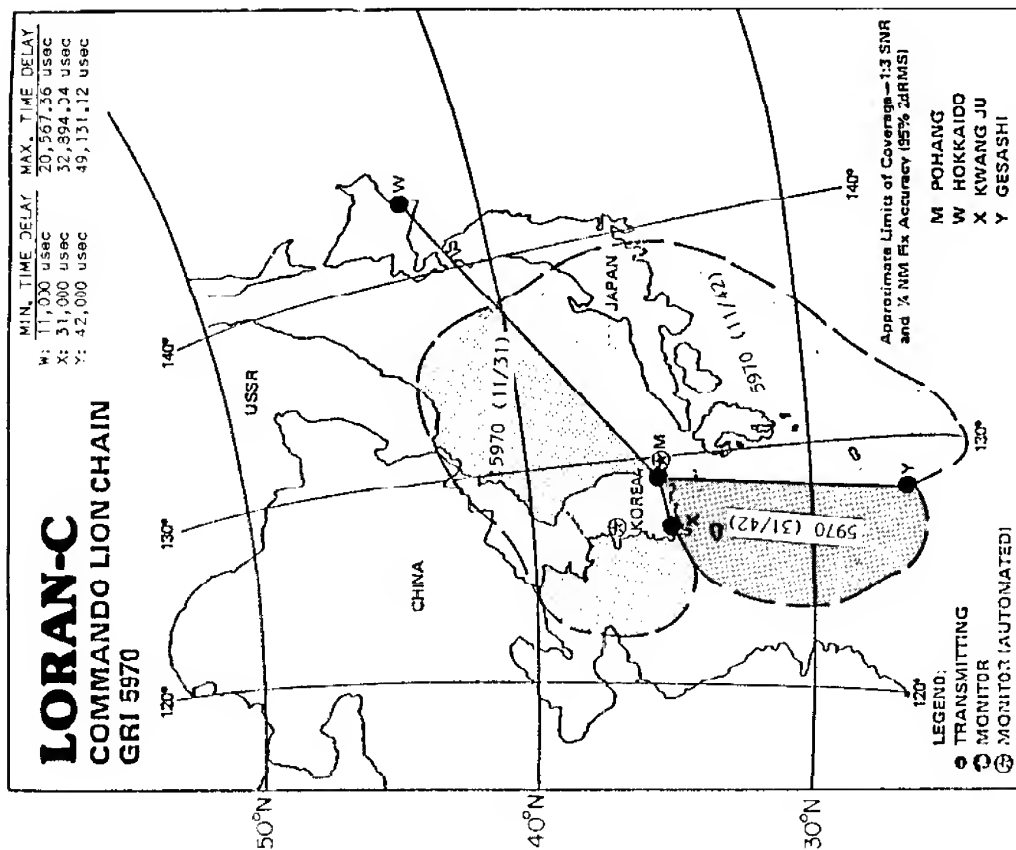 LORAN-C
COMMANDO LION CHAIN
GRI 5970
MIN. TIME DELAY MAX. TIME DELAY
W: 11,000 usec 20,567.36 usec
X: 31,000 usec 32,894.04 usec
Y: 42,000 usec 49,131.12 usec
USSR
CHINA
KOREA
JAPAN
120°
130°
140°
140°
130°
120°
50°N
40°N
30°N
W
M
X
Y
5970 (11/31)
5970 (11/42)
5970 (31/42)
LEGEND:
TRANSMITTING
MONITOR
MONITOR (AUTOMATED)
Approximate Limits of Coverage—1:3 SNR
and ¼ NM Fix Accuracy (95% 2dRMS)
M POHANG
W HOKKAIDO
X KWANG JU
Y GESASHI